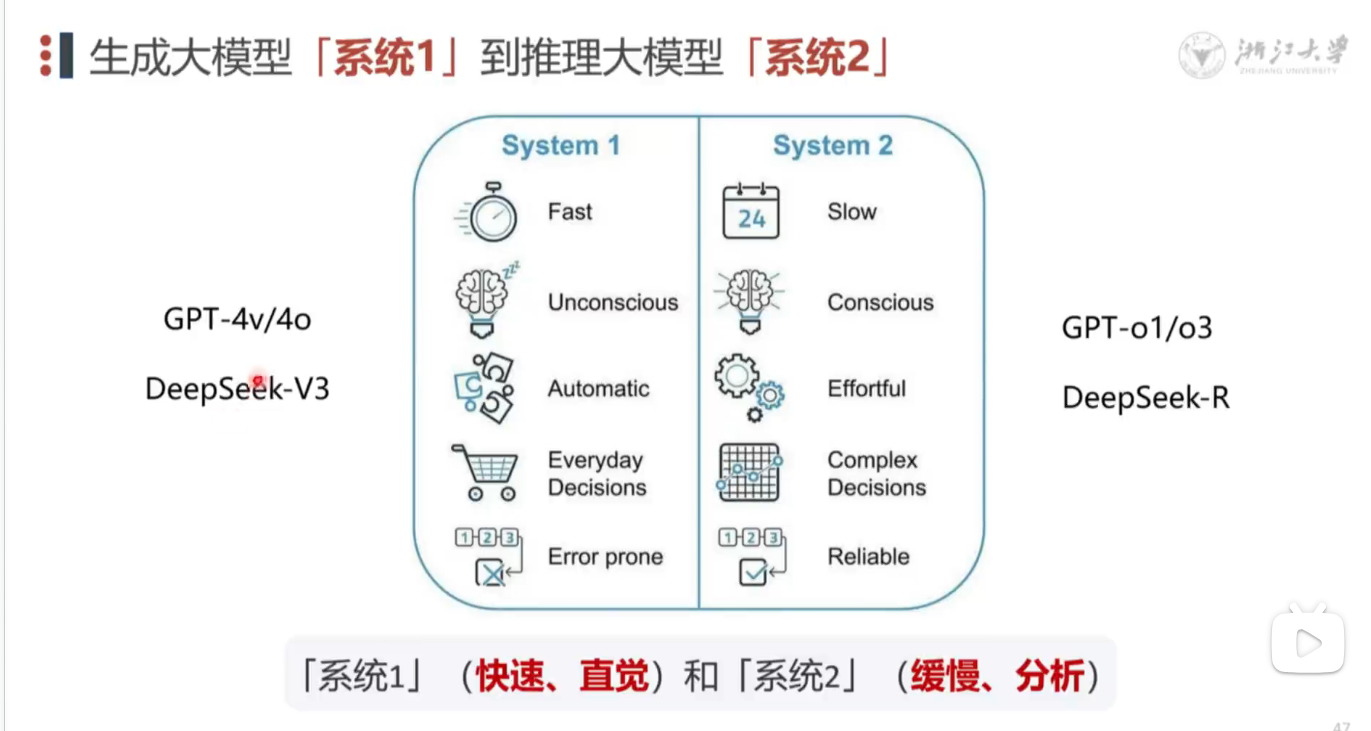 生成大模型「系统1」到推理大模型「系统2」
浙江大学
ZHEJIANG UNIVERSITY
System 1
System 2
Fast
24
Slow
zzz
Unconscious
Conscious
GPT-4v/4o
GPT-o1/o3
DeepSeek-V3
Automatic
Effortful
DeepSeek-R
Everyday
Decisions
Complex
Decisions
1 2 3
Error prone
1 2 3
Reliable
「系统1」（快速、直觉）和「系统2」（缓慢、分析）
47